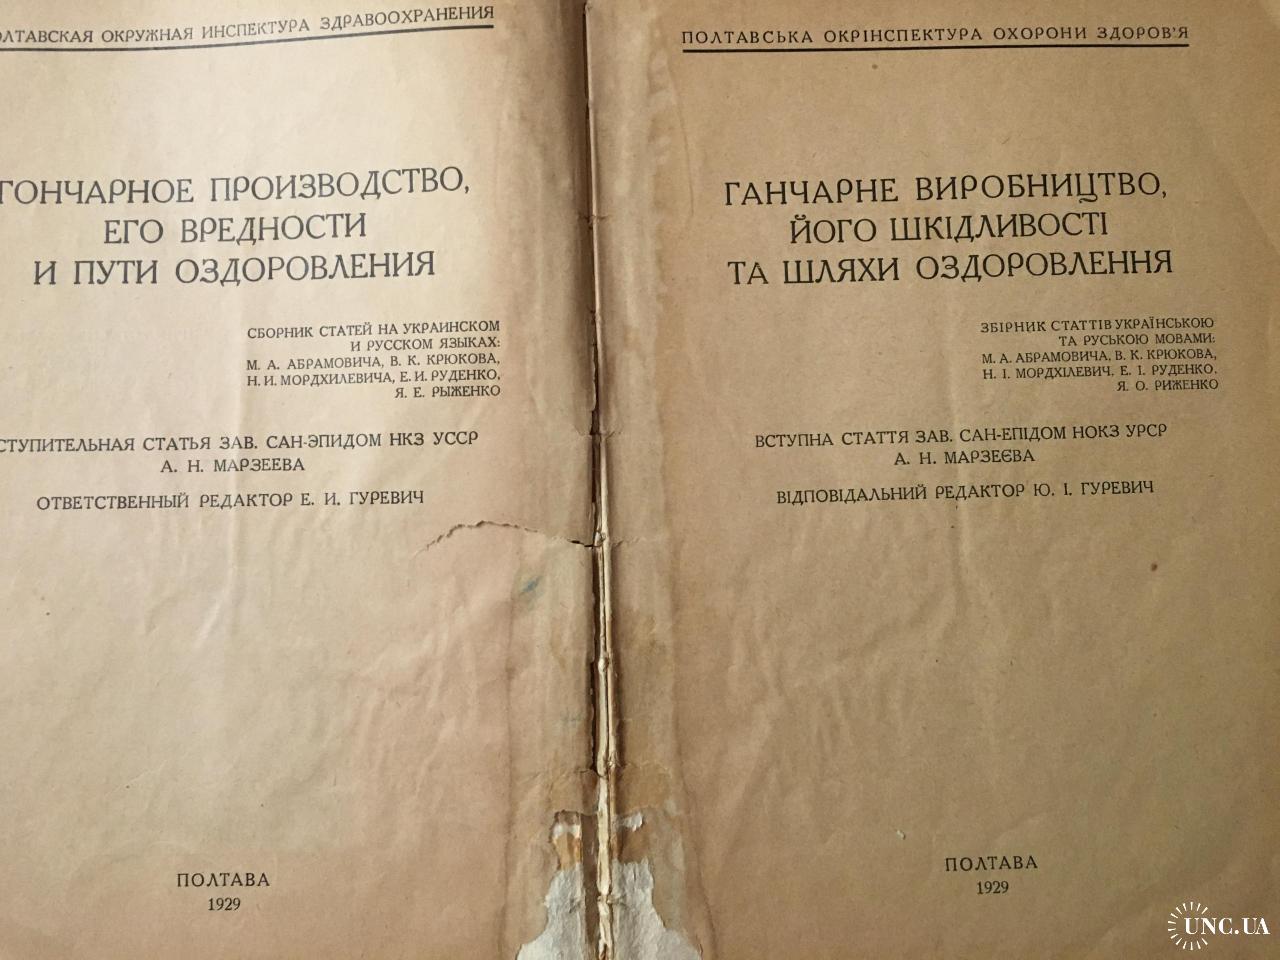 ПОЛТАВСКАЯ ОКРУЖНАЯ ИНСПЕКТУРА ЗДРАВООХРАНЕНИЯ
ГОНЧАРНОЕ ПРОИЗВОДСТВО,
ЕГО ВРЕДНОСТИ
И ПУТИ ОЗДОРОВЛЕНИЯ
СБОРНИК СТАТЕЙ НА УКРАИНСКОМ
И РУССКОМ ЯЗЫКАХ:
М. А. АБРАМОВИЧА, В. К. КРЮКОВА,
Н. И. МОРДХИЛЕВИЧА, Е. И. РУДЕНКО,
Я. Е. РЫЖЕНКО
СТУПИТЕЛЬНАЯ СТАТЬЯ ЗАВ. САН-ЭПИДОМ НКЗ УССР
А. Н. МАРЗЕЕВА
ОТВЕТСТВЕННЫЙ РЕДАКТОР Е. И. ГУРЕВИЧ
ПОЛТАВА
1929
ПОЛТАВСЬКА ОКРІНСПЕКТУРА ОХОРОНИ ЗДОРОВ'Я
ГАНЧАРНЕ ВИРОБНИЦТВО,
ЙОГО ШКІДЛИВОСТІ
ТА ШЛЯХИ ОЗДОРОВЛЕННЯ
ЗБІРНИК СТАТТІВ УКРАЇНСЬКОЮ
ТА РУСЬКОЮ МОВАМИ:
М. А. АБРАМОВИЧА, В. К. КРЮКОВА,
Н. І. МОРДХІЛЕВИЧ, Е. І. РУДЕНКО,
Я. О. РИЖЕНКО
ВСТУПНА СТАТТЯ ЗАВ. САН-ЕПІДОМ НОКЗ УРСР
А. Н. МАРЗЕЄВА
ВІДПОВІДАЛЬНИЙ РЕДАКТОР Ю. І. ГУРЕВИЧ
ПОЛТАВА
1929
UNC.UA